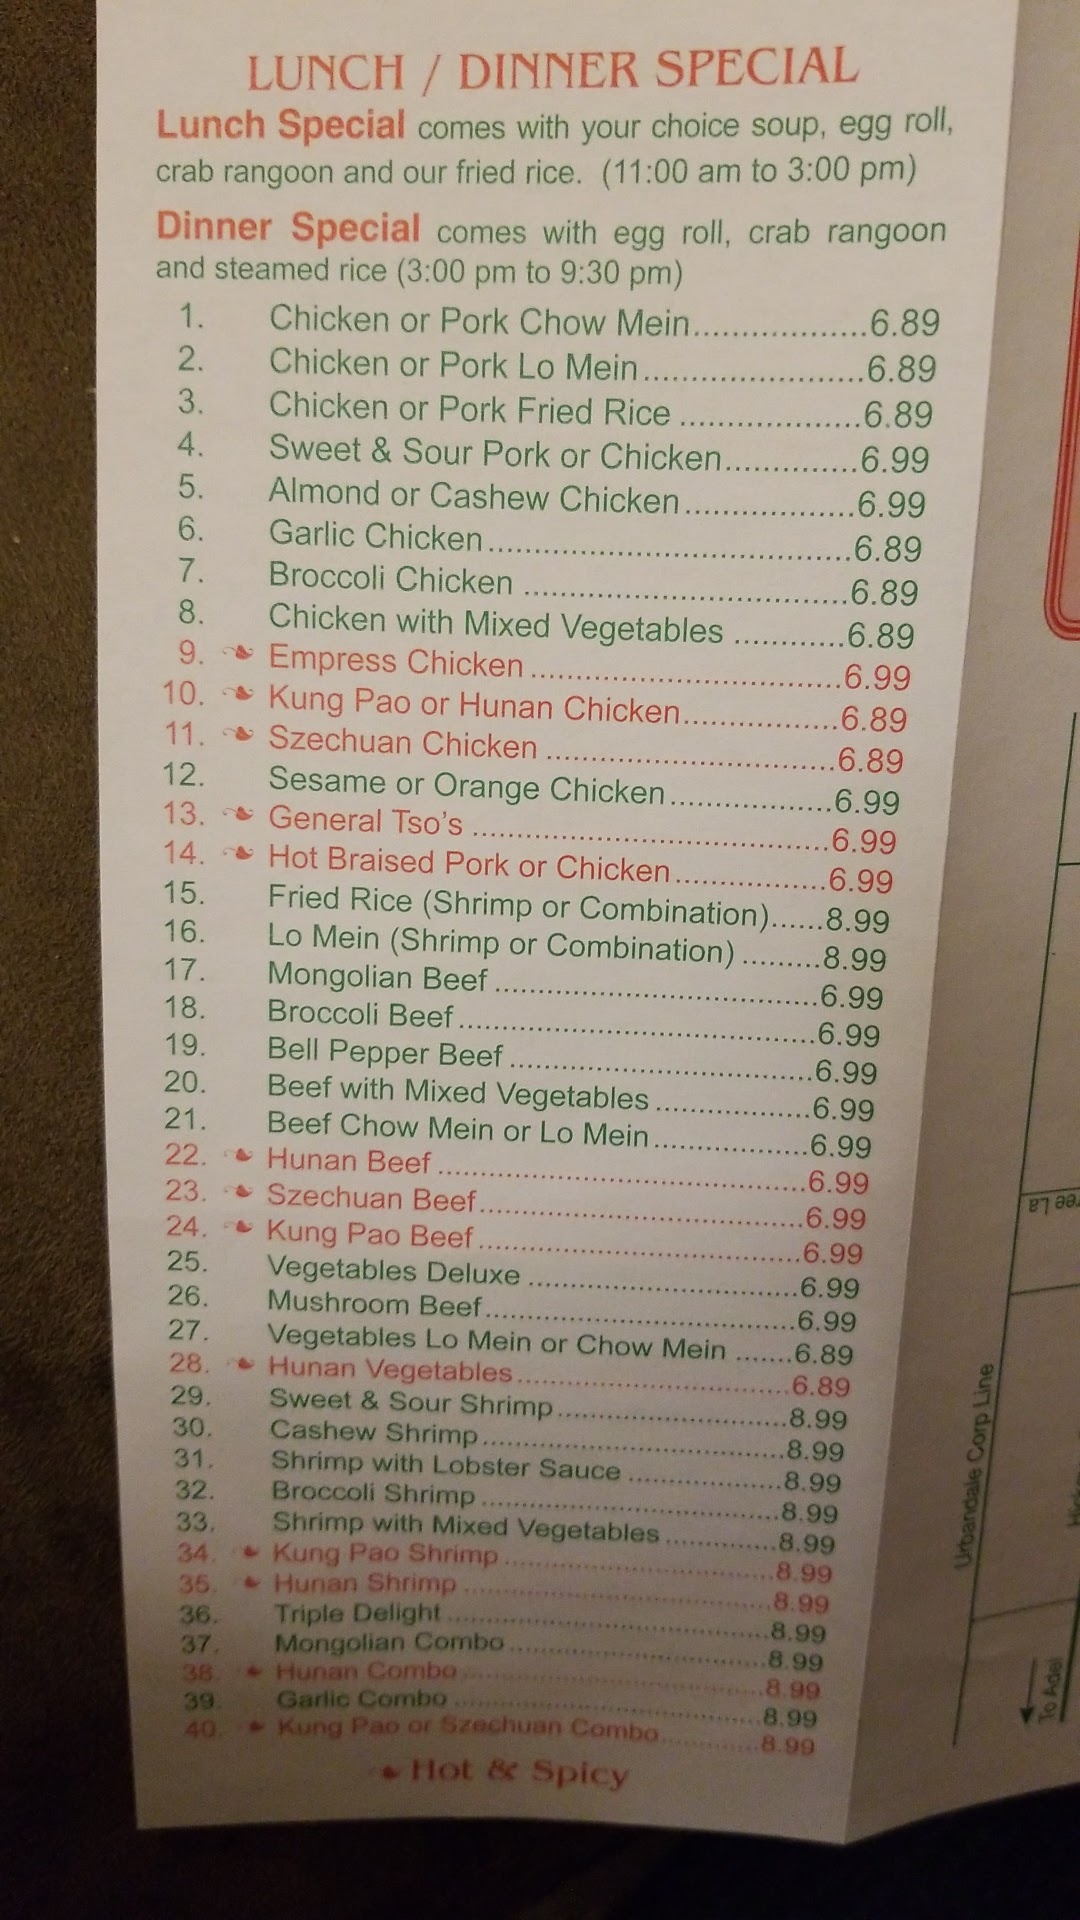 LUNCH / DINNER SPECIAL
Lunch Special comes with your choice soup, egg roll,
crab rangoon and our fried rice. (11:00 am to 3:00 pm)
Dinner Special comes with egg roll, crab rangoon
and steamed rice (3:00 pm to 9:30 pm)
1. Chicken or Pork Chow Mein..................6.89
2. Chicken or Pork Lo Mein.......................6.89
3. Chicken or Pork Fried Rice ...................6.89
4. Sweet & Sour Pork or Chicken..............6.99
5. Almond or Cashew Chicken..................6.99
6. Garlic Chicken......................................6.89
7. Broccoli Chicken ..................................6.89
8. Chicken with Mixed Vegetables ............6.89
9. Empress Chicken .................................6.99
10. Kung Pao or Hunan Chicken................6.89
11. Szechuan Chicken ..............................6.89
12. Sesame or Orange Chicken.................6.99
13. General Tso's ......................................6.99
14. Hot Braised Pork or Chicken................6.99
15. Fried Rice (Shrimp or Combination)......8.99
16. Lo Mein (Shrimp or Combination) .........8.99
17. Mongolian Beef ...................................6.99
18. Broccoli Beef.......................................6.99
19. Bell Pepper Beef .................................6.99
20. Beef with Mixed Vegetables .................6.99
21. Beef Chow Mein or Lo Mein.................6.99
22. Hunan Beef ........................................6.99
23. Szechuan Beef....................................6.99
24. Kung Pao Beef....................................6.99
25. Vegetables Deluxe ..............................6.99
26. Mushroom Beef...................................6.99
27. Vegetables Lo Mein or Chow Mein .......6.89
28. Hunan Vegetables...............................6.89
29. Sweet & Sour Shrimp..........................8.99
30. Cashew Shrimp...................................8.99
31. Shrimp with Lobster Sauce ..................8.99
32. Broccoli Shrimp ...................................8.99
33. Shrimp with Mixed Vegetables .............8.99
34. Kung Pao Shrimp................................8.99
35. Hunan Shrimp ....................................8.99
36. Triple Delight ......................................8.99
37. Mongolian Combo ...............................8.99
38. Hunan Combo.....................................8.99
39. Garlic Combo ......................................8.99
40. Kung Pao or Szechuan Combo............8.99
Hot & Spicy
Urbandale Corp Line
To Adel